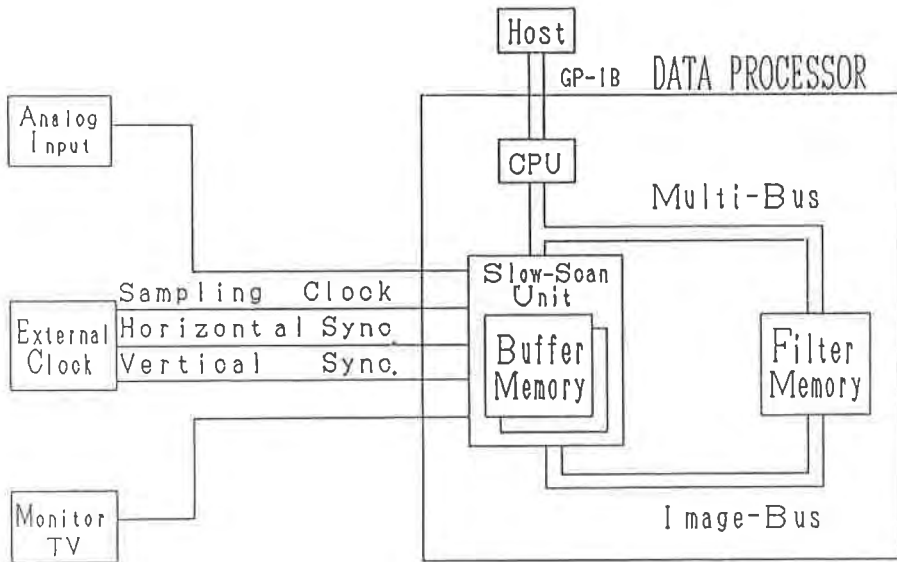 Host
GP-1B DATA PROCESSOR
Analog
Input
CPU
Multi-Bus
Slow-Scan
Unit
Sampling Clock
Horizontal Sync.
Vertical Sync.
External
Clock
Buffer
Memory
Filter
Memory
Monitor
TV
Image-Bus